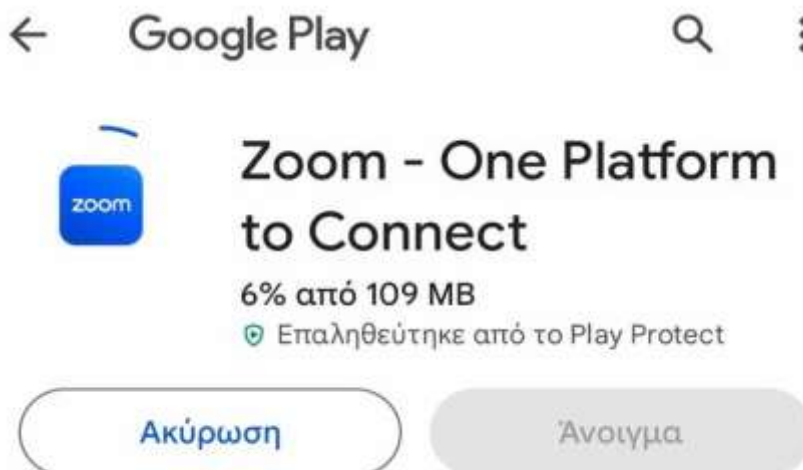 Google Play
zoom
Zoom - One Platform
to Connect
6% από 109 MB
Επαληθεύτηκε από το Play Protect
Ακύρωση
Άνοιγμα